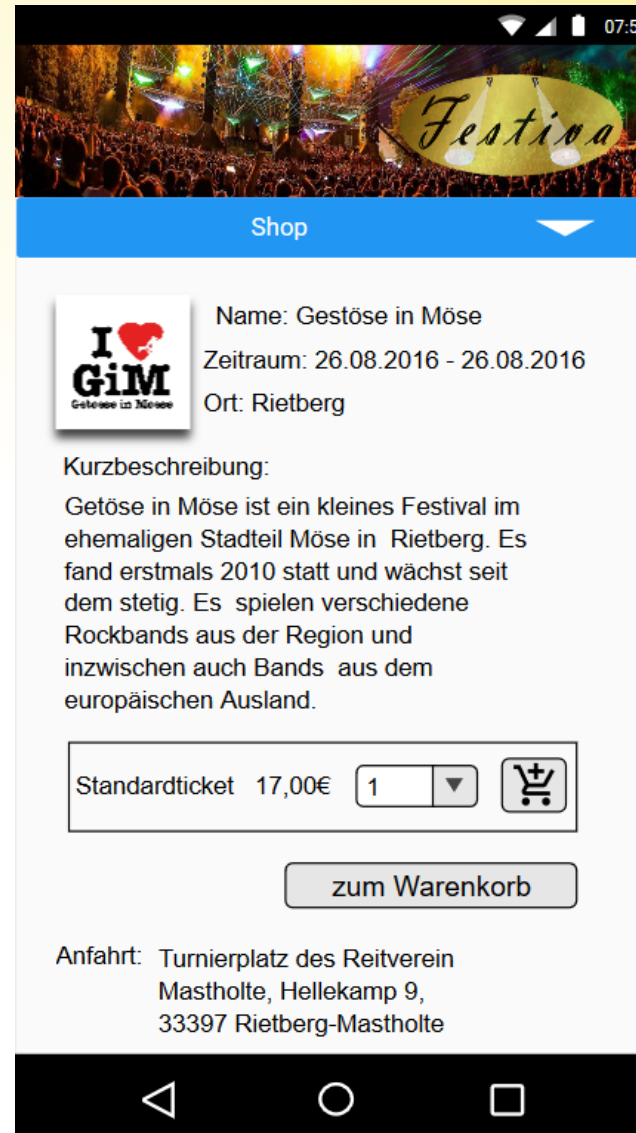 07:5
Festiva
Shop
I
GiM
Getoese in Moese
Name: Gestöse in Möse
Zeitraum: 26.08.2016 - 26.08.2016
Ort: Rietberg
Kurzbeschreibung:
Getöse in Möse ist ein kleines Festival im
ehemaligen Stadteil Möse in Rietberg. Es
fand erstmals 2010 statt und wächst seit
dem stetig. Es spielen verschiedene
Rockbands aus der Region und
inzwischen auch Bands aus dem
europäischen Ausland.
Standardticket 17,00€ 1
zum Warenkorb
Anfahrt: Turnierplatz des Reitverein
Mastholte, Hellekamp 9,
33397 Rietberg-Mastholte